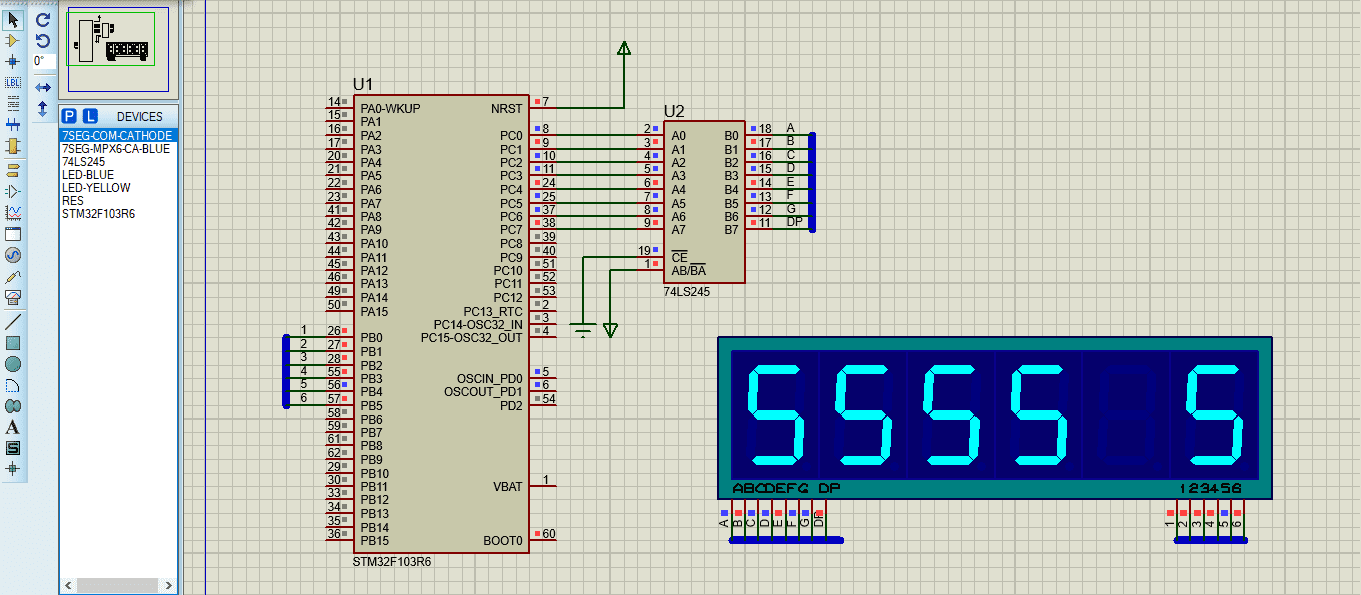 0°
LBL
P L DEVICES
7SEG-COM-CATHODE
7SEG-MPX6-CA-BLUE
74LS245
LED-BLUE
LED-YELLOW
RES
STM32F103R6
A
S
U1
14 PA0-WKUP
15 PA1
16 PA2
17 PA3
20 PA4
21 PA5
22 PA6
23 PA7
41 PA8
42 PA9
43 PA10
44 PA11
45 PA12
46 PA13
49 PA14
50 PA15
1 26 PB0
2 27 PB1
3 28 PB2
4 55 PB3
5 56 PB4
6 57 PB5
58 PB6
59 PB7
61 PB8
62 PB9
29 PB10
30 PB11
33 PB12
34 PB13
35 PB14
36 PB15
NRST 7
PC0 8
PC1 9
PC2 10
PC3 11
PC4 24
PC5 25
PC6 37
PC7 38
PC8 39
PC9 40
PC10 51
PC11 52
PC12 53
PC13_RTC 2
PC14-OSC32_IN 3
PC15-OSC32_OUT 4
OSCIN_PD0 5
OSCOUT_PD1 6
PD2 54
VBAT 1
BOOT0 60
STM32F103R6
U2
2 A0 B0 18 A
3 A1 B1 17 B
4 A2 B2 16 C
5 A3 B3 15 D
6 A4 B4 14 E
7 A5 B5 13 F
8 A6 B6 12 G
9 A7 B7 11 DP
19 CE
1 AB/BA
74LS245
5555 5
ABCDEFG DP 123456
A B C D E F G DP 1 2 3 4 5 6